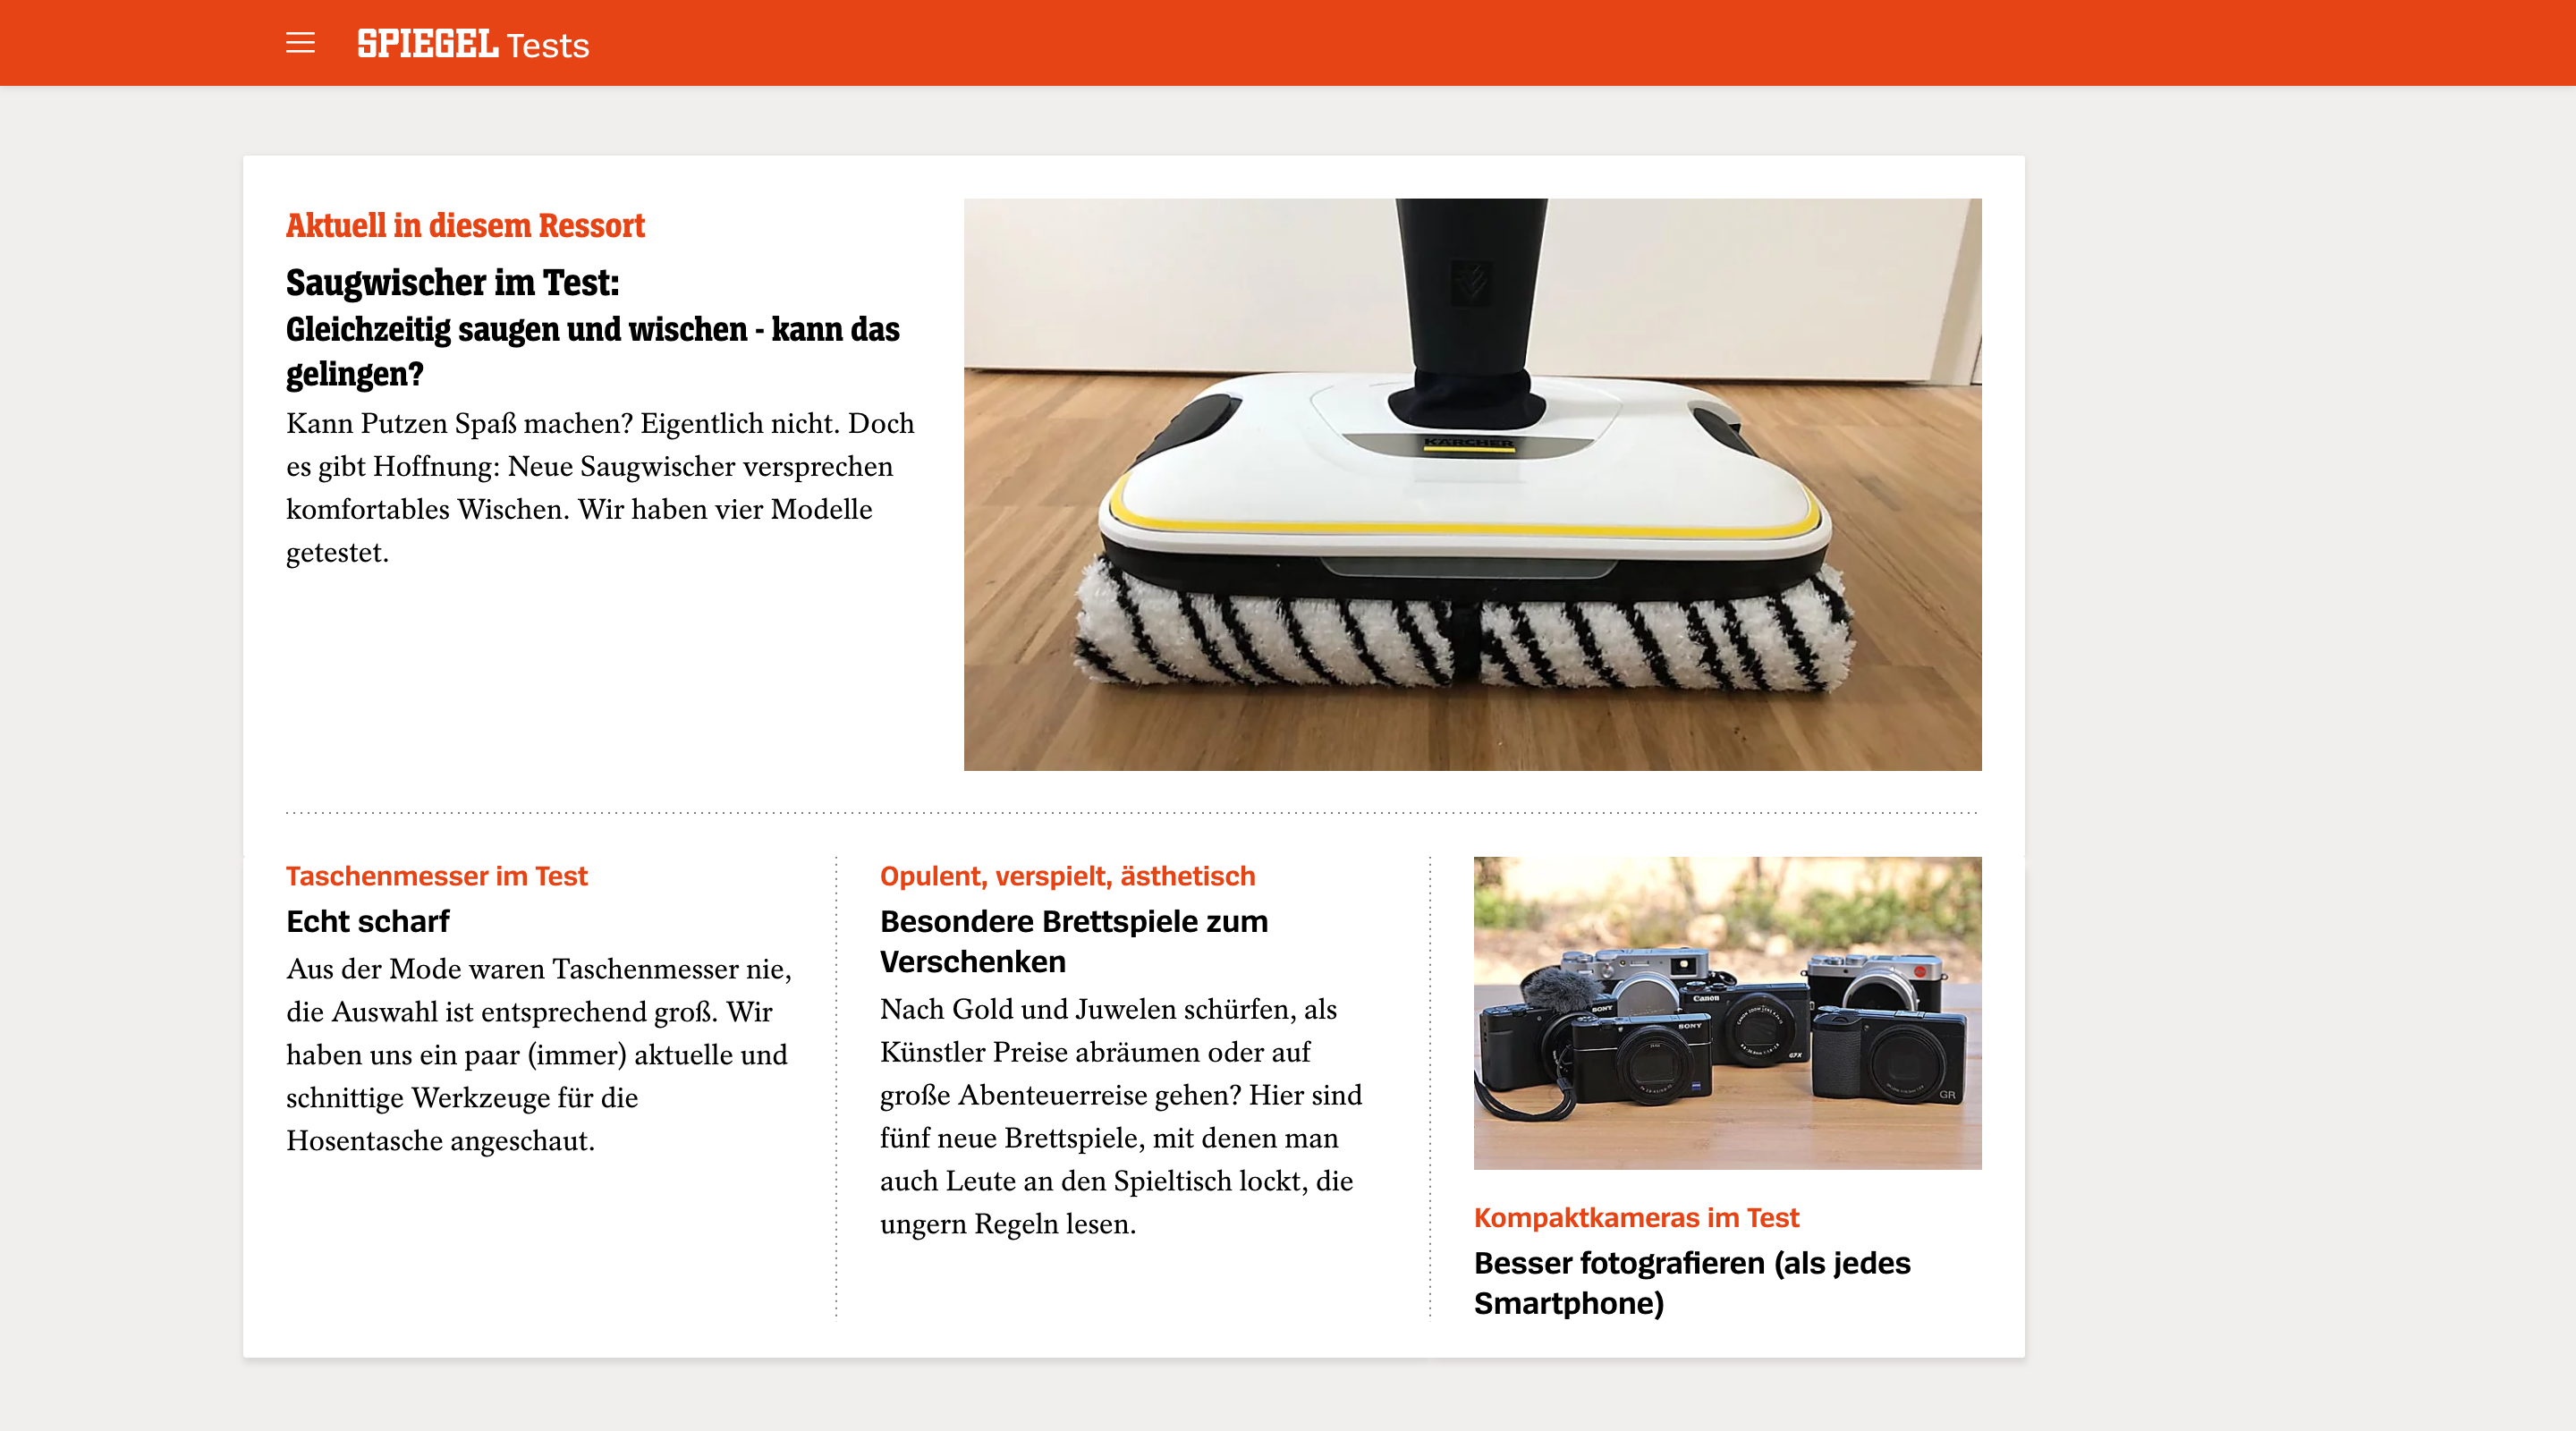 SPIEGEL Tests
Aktuell in diesem Ressort
Saugwischer im Test:
Gleichzeitig saugen und wischen - kann das
gelingen?
Kann Putzen Spaß machen? Eigentlich nicht. Doch
es gibt Hoffnung: Neue Saugwischer versprechen
komfortables Wischen. Wir haben vier Modelle
getestet.
KÄRCHER
Taschenmesser im Test
Echt scharf
Aus der Mode waren Taschenmesser nie,
die Auswahl ist entsprechend groß. Wir
haben uns ein paar (immer) aktuelle und
schnittige Werkzeuge für die
Hosentasche angeschaut.
Opulent, verspielt, ästhetisch
Besondere Brettspiele zum
Verschenken
Nach Gold und Juwelen schürfen, als
Künstler Preise abräumen oder auf
große Abenteuerreise gehen? Hier sind
fünf neue Brettspiele, mit denen man
auch Leute an den Spieltisch lockt, die
ungern Regeln lesen.
Canon
SONY
SONY
G7X
GR
Kompaktkameras im Test
Besser fotografieren (als jedes
Smartphone)